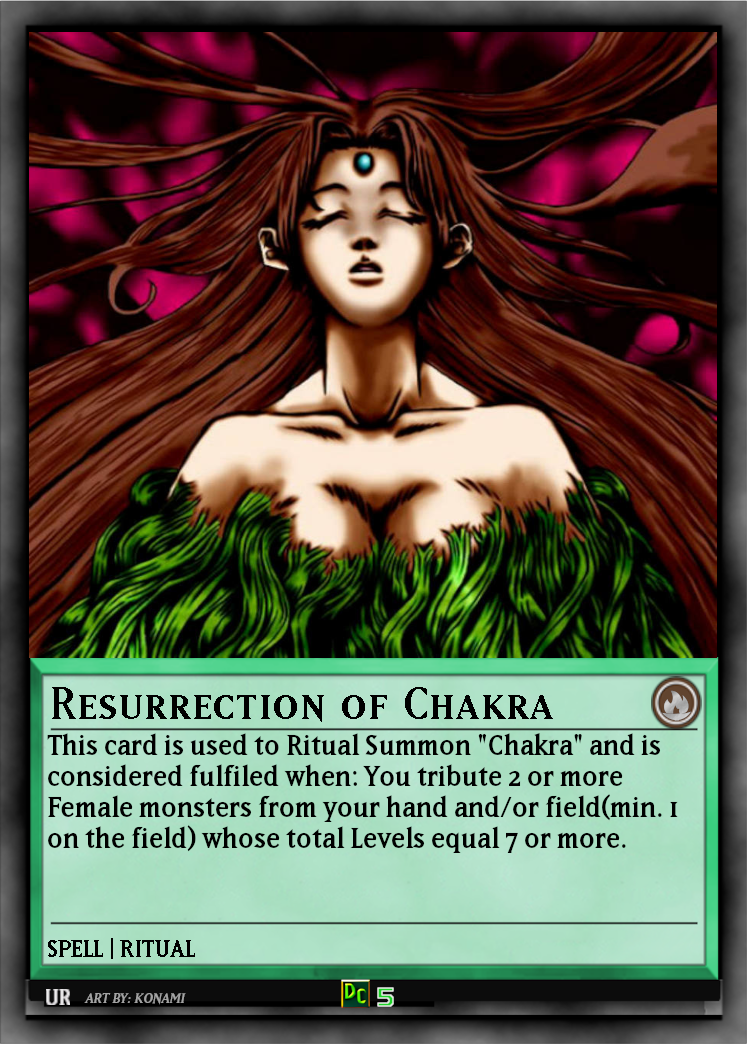 Resurrection of Chakra
This card is used to Ritual Summon "Chakra" and is
considered fulfiled when: You tribute 2 or more
Female monsters from your hand and/or field(min. 1
on the field) whose total Levels equal 7 or more.
SPELL | RITUAL
UR ART BY: KONAMI DC 5